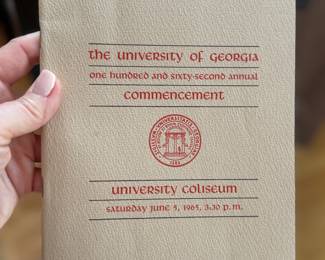 the university of georgia
one hundred and sixty-second annual
commencement
university coliseum
saturday june 5, 1965, 3:30 p.m.